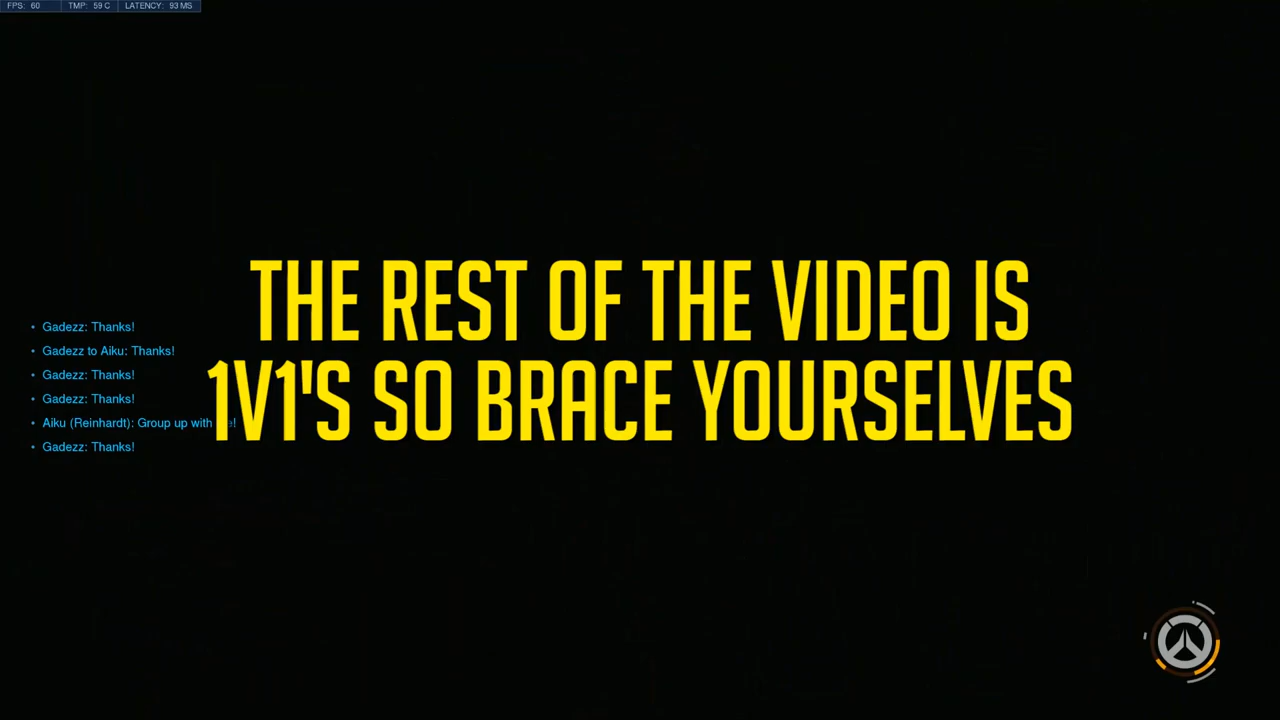 FPS: 60 TMP: 59 C LATENCY: 93 MS
THE REST OF THE VIDEO IS
1V1'S SO BRACE YOURSELVES
• Gadezz: Thanks!
• Gadezz to Aiku: Thanks!
• Gadezz: Thanks!
• Gadezz: Thanks!
• Aiku (Reinhardt): Group up with !
• Gadezz: Thanks!